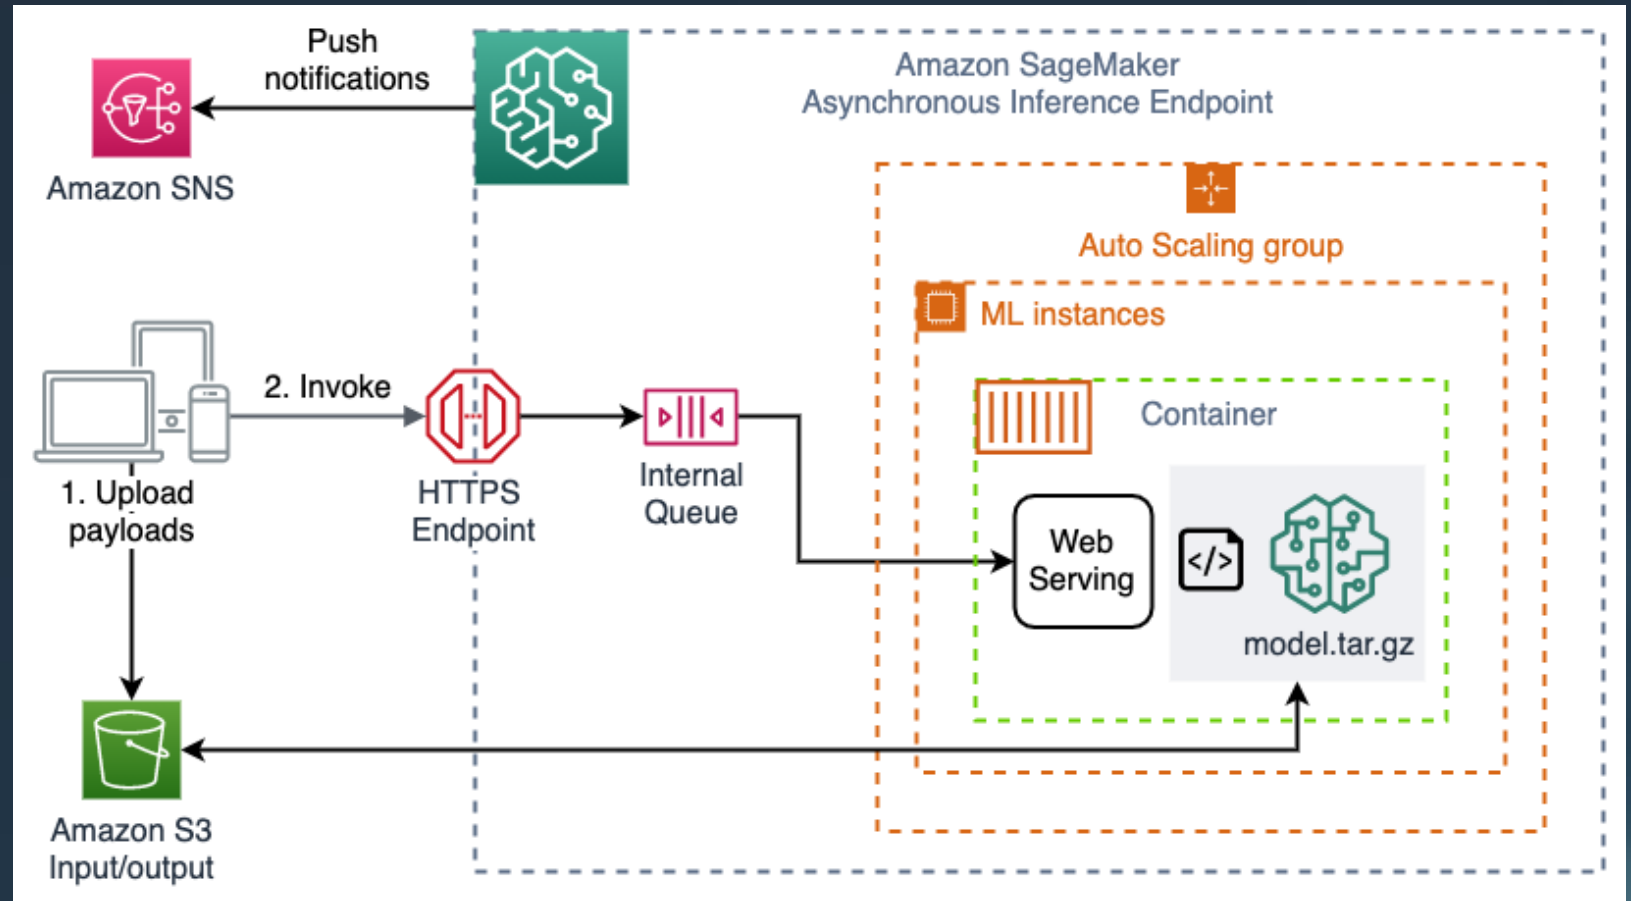 Push
notifications
Amazon SNS
Amazon SageMaker
Asynchronous Inference Endpoint
Auto Scaling group
ML instances
Container
2. Invoke
HTTPS
Endpoint
Internal
Queue
1. Upload
payloads
Web
Serving
</>
model.tar.gz
Amazon S3
Input/output